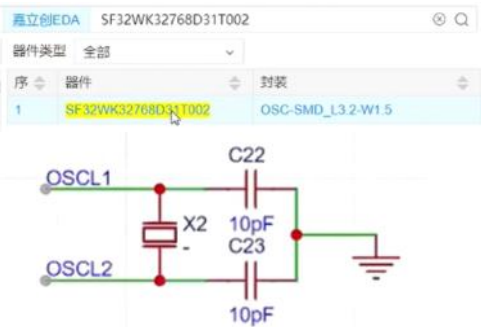 嘉立创EDA SF32WK32768D31T002
器件类型 全部
序 器件 封装
1 SF32WK32768D31T002 OSC-SMD_L3.2-W1.5
C22
OSCL1
X2 10pF
- C23
OSCL2
10pF